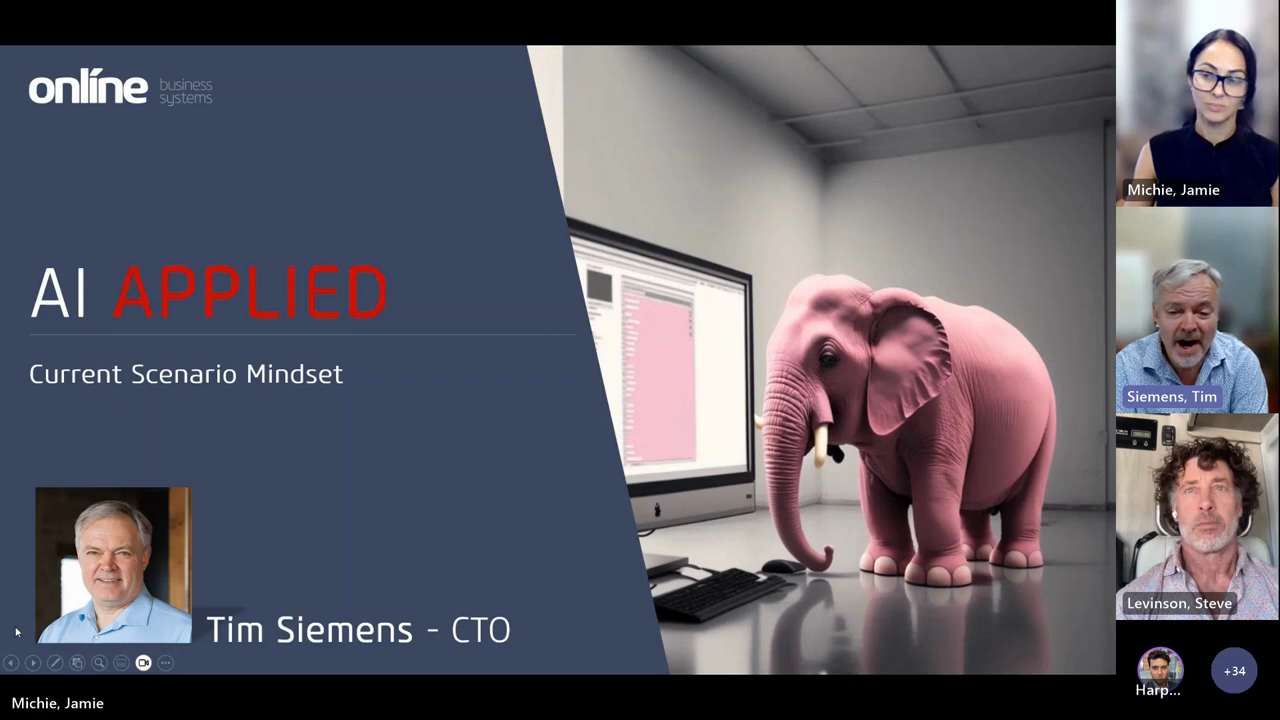 online
business
systems
AI APPLIED
Current Scenario Mindset
Tim Siemens - CTO
Michie, Jamie
Siemens, Tim
Levinson, Steve
Harp...
+34
Michie, Jamie